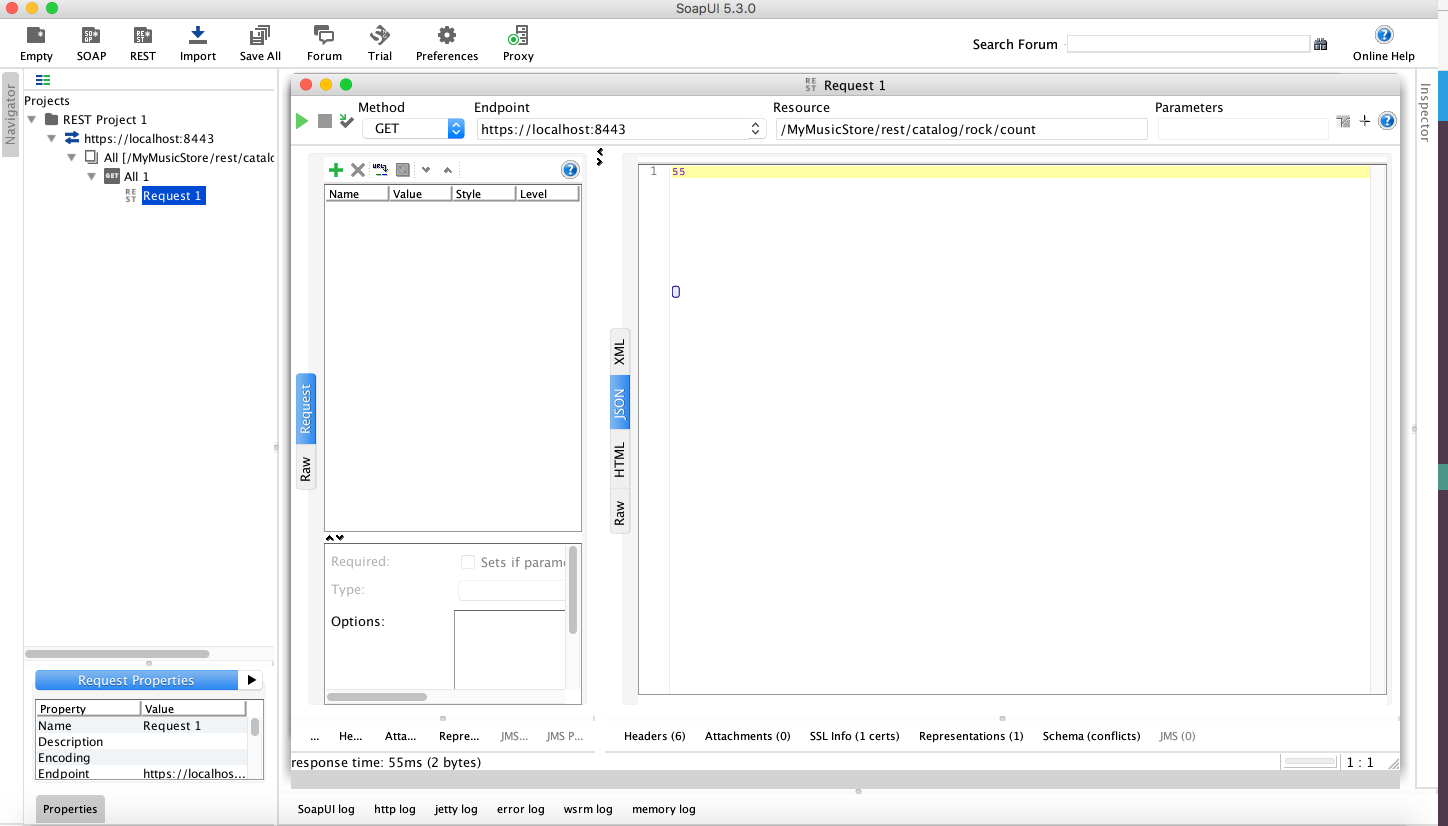 SoapUI 5.3.0
Empty SOAP REST Import Save All Forum Trial Preferences Proxy Search Forum Online Help
Navigator
Projects
REST Project 1
https://localhost:8443
All [/MyMusicStore/rest/catalo
GET All 1
REST Request 1
Request Properties
Property Value
Name Request 1
Description
Encoding
Endpoint https://localhos...
Properties
REST Request 1
Method Endpoint Resource Parameters
GET https://localhost:8443 /MyMusicStore/rest/catalog/rock/count
Name Value Style Level
Request
Raw
Required: Sets if parame
Type:
Options:
XML
JSON
HTML
Raw
1 55
... He... Atta... Repre... JMS... JMS P...
Headers (6) Attachments (0) SSL Info (1 certs) Representations (1) Schema (conflicts) JMS (0)
response time: 55ms (2 bytes) 1 : 1
SoapUI log http log jetty log error log wsrm log memory log
Inspector